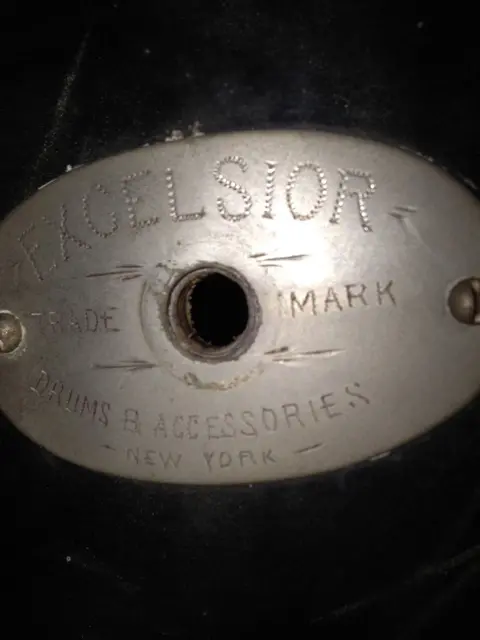 EXCELSIOR
TRADE MARK
DRUMS & ACCESSORIES
- NEW YORK -